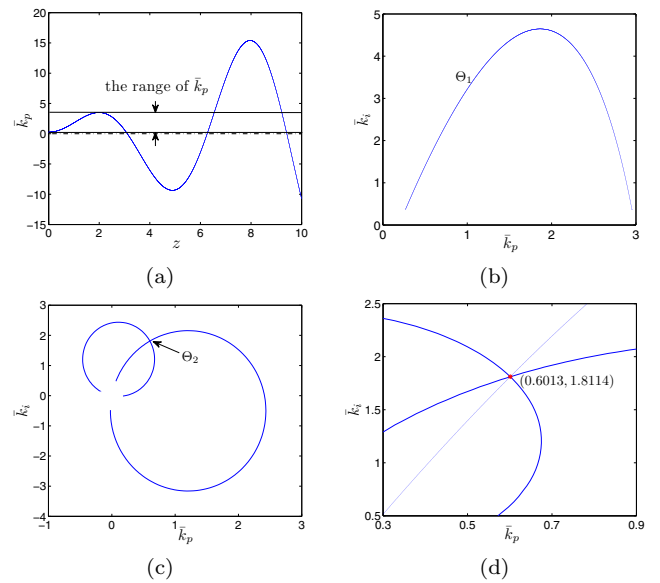 20
15
10
5
0
−5
−10
−15
k̄p
the range of k̄p
0 2 4 6 8 10
z
(a)
5
4
3
2
1
0
k̄i
Θ1
0 1 2 3
k̄p
(b)
3
2
1
0
−1
−2
−3
−4
k̄i
Θ2
−1 0 1 2 3
k̄p
(c)
2.5
2
1.5
1
0.5
k̄i
(0.6013, 1.8114)
0.3 0.5 0.7 0.9
k̄p
(d)